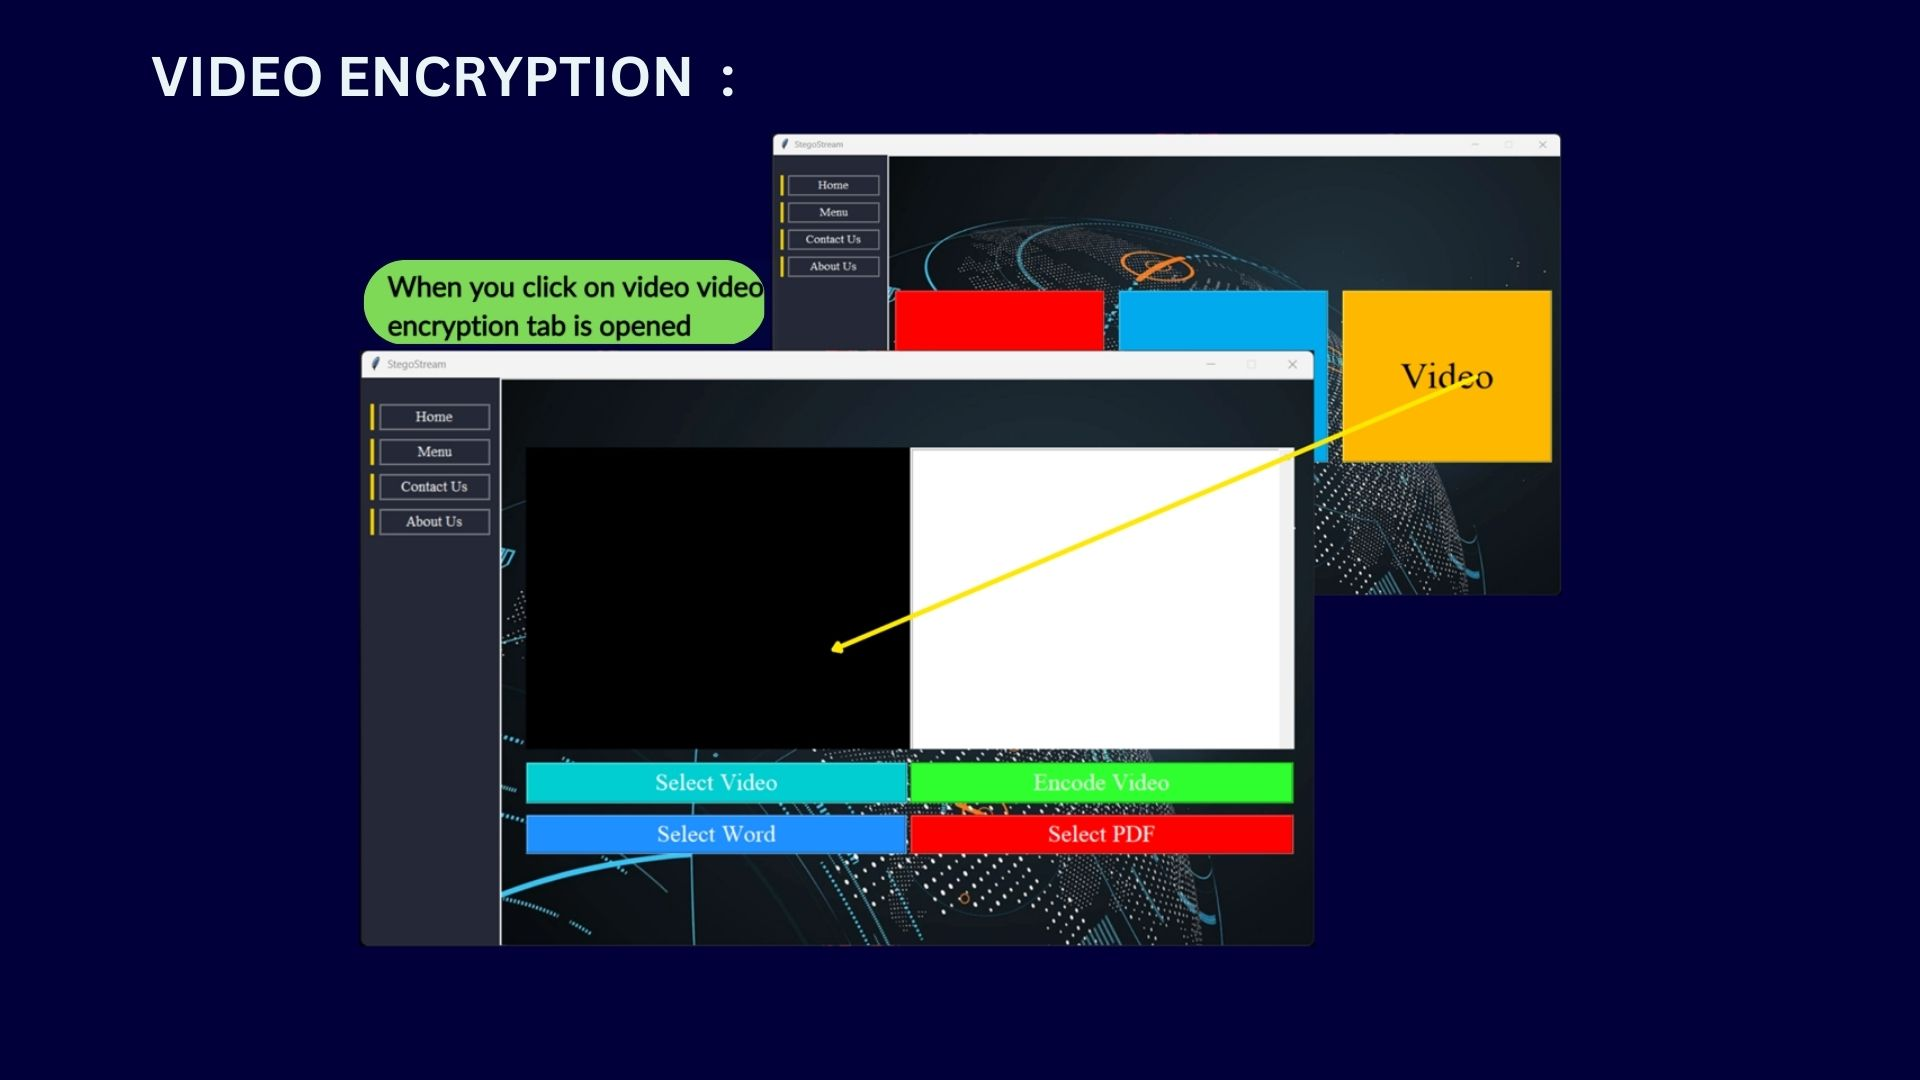 VIDEO ENCRYPTION :
StegoStream
Home
Menu
Contact Us
About Us
Video
When you click on video video
encryption tab is opened
StegoStream
Home
Menu
Contact Us
About Us
Select Video
Encode Video
Select Word
Select PDF